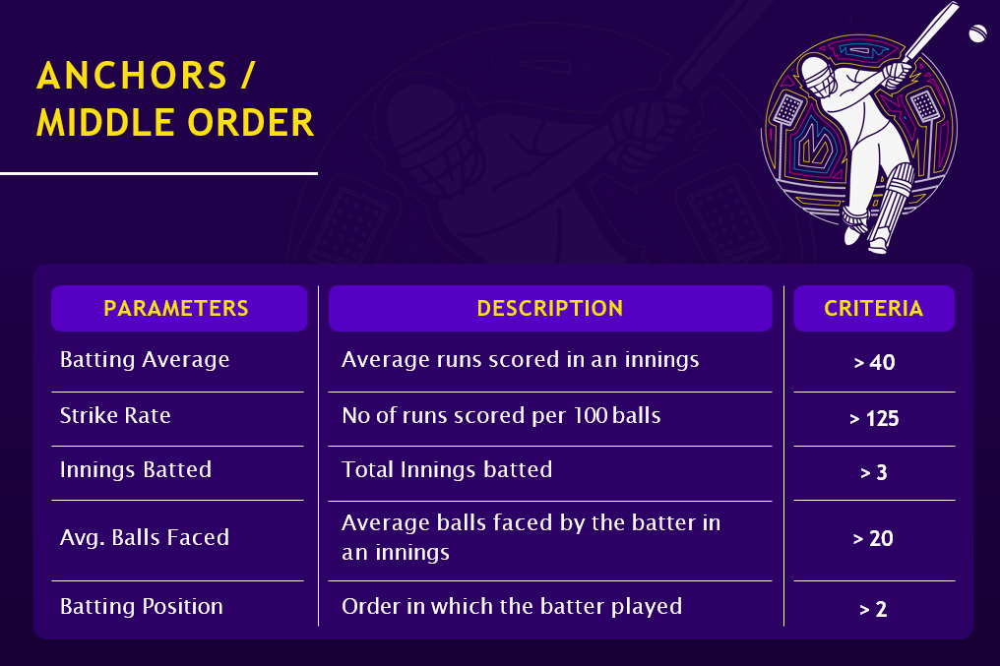 ANCHORS /
MIDDLE ORDER
PARAMETERS DESCRIPTION CRITERIA
Batting Average Average runs scored in an innings > 40
Strike Rate No of runs scored per 100 balls > 125
Innings Batted Total Innings batted > 3
Avg. Balls Faced Average balls faced by the batter in
an innings > 20
Batting Position Order in which the batter played > 2